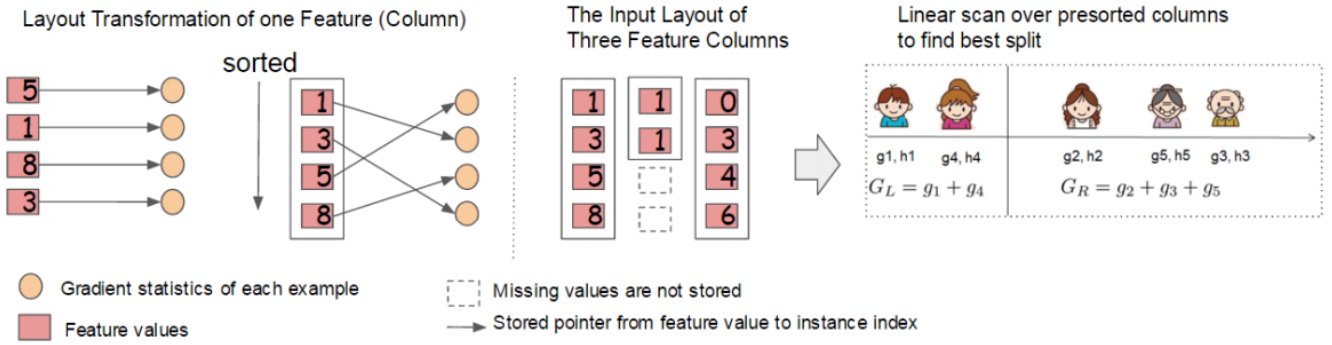 Layout Transformation of one Feature (Column)
The Input Layout of
Three Feature Columns
Linear scan over presorted columns
to find best split
sorted
5
1
8
3
1
3
5
8
1
3
5
8
1
1
0
3
4
6
g1, h1
g4, h4
g2, h2
g5, h5
g3, h3
G_L = g_1 + g_4
G_R = g_2 + g_3 + g_5
Gradient statistics of each example
Feature values
Missing values are not stored
Stored pointer from feature value to instance index